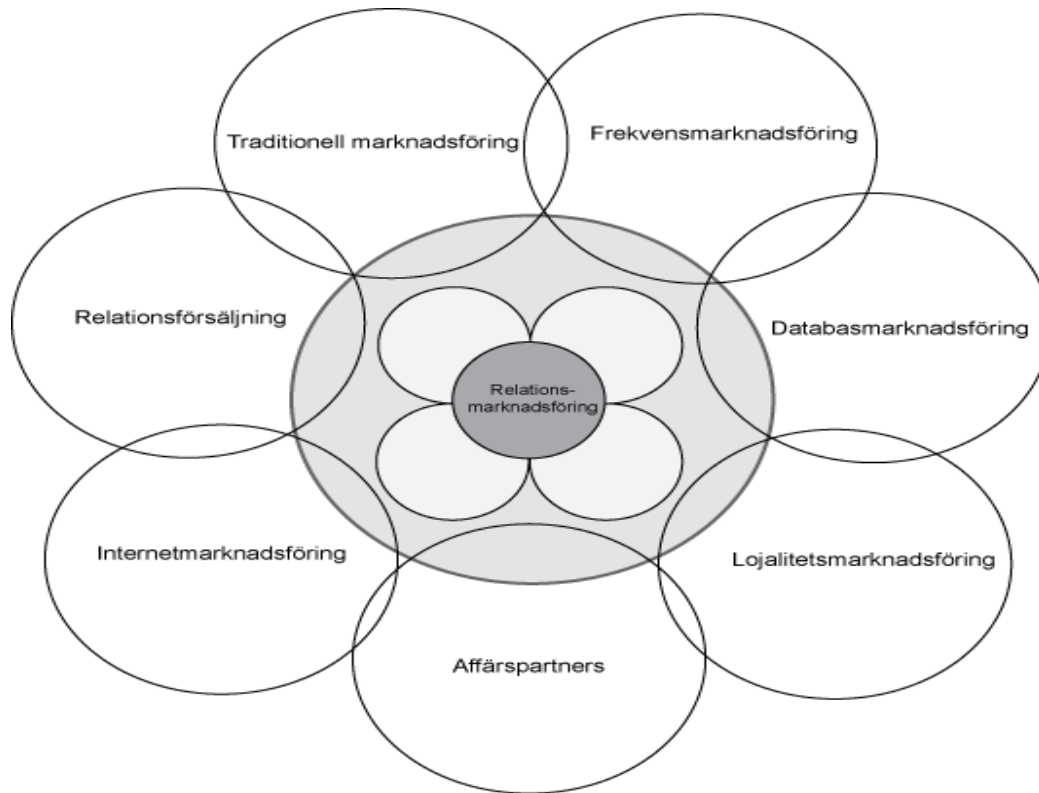 Traditionell marknadsföring
Frekvensmarknadsföring
Relationsförsäljning
Databasmarknadsföring
Relations-
marknadsföring
Internetmarknadsföring
Lojalitetsmarknadsföring
Affärspartners